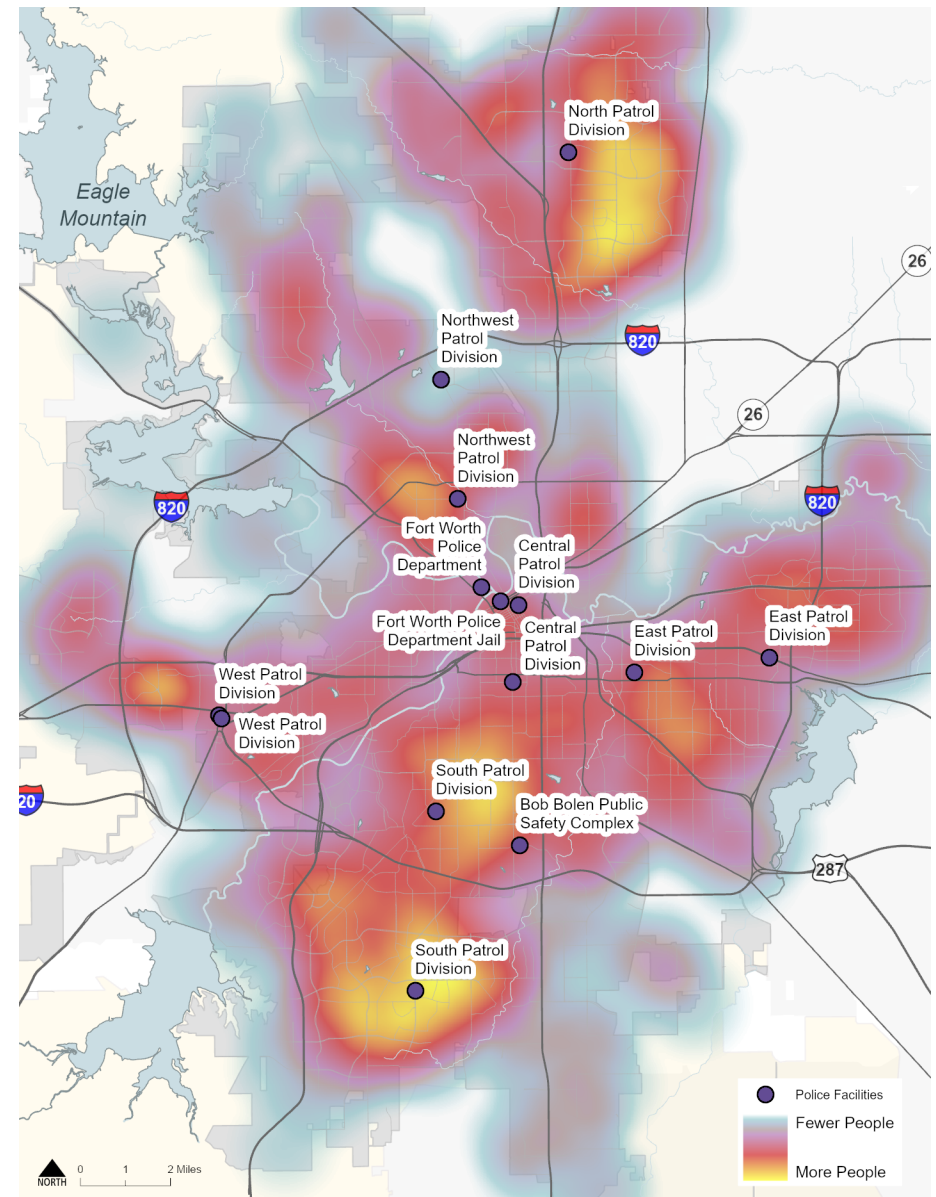 North Patrol
Division
Eagle
Mountain
26
Northwest
Patrol
Division
820
26
Northwest
Patrol
Division
820
820
Fort Worth
Police
Department
Central
Patrol
Division
Fort Worth Police
Department Jail
Central
Patrol
Division
East Patrol
Division
East Patrol
Division
West Patrol
Division
West Patrol
Division
South Patrol
Division
20
Bob Bolen Public
Safety Complex
287
South Patrol
Division
Police Facilities
Fewer People
More People
NORTH
0 1 2 Miles